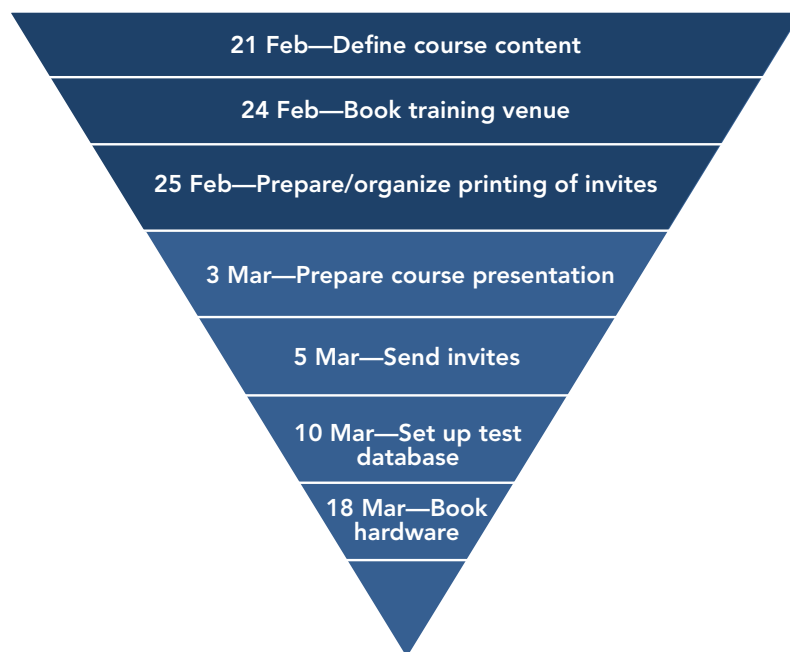 21 Feb—Define course content
24 Feb—Book training venue
25 Feb—Prepare/organize printing of invites
3 Mar—Prepare course presentation
5 Mar—Send invites
10 Mar—Set up test
database
18 Mar—Book
hardware